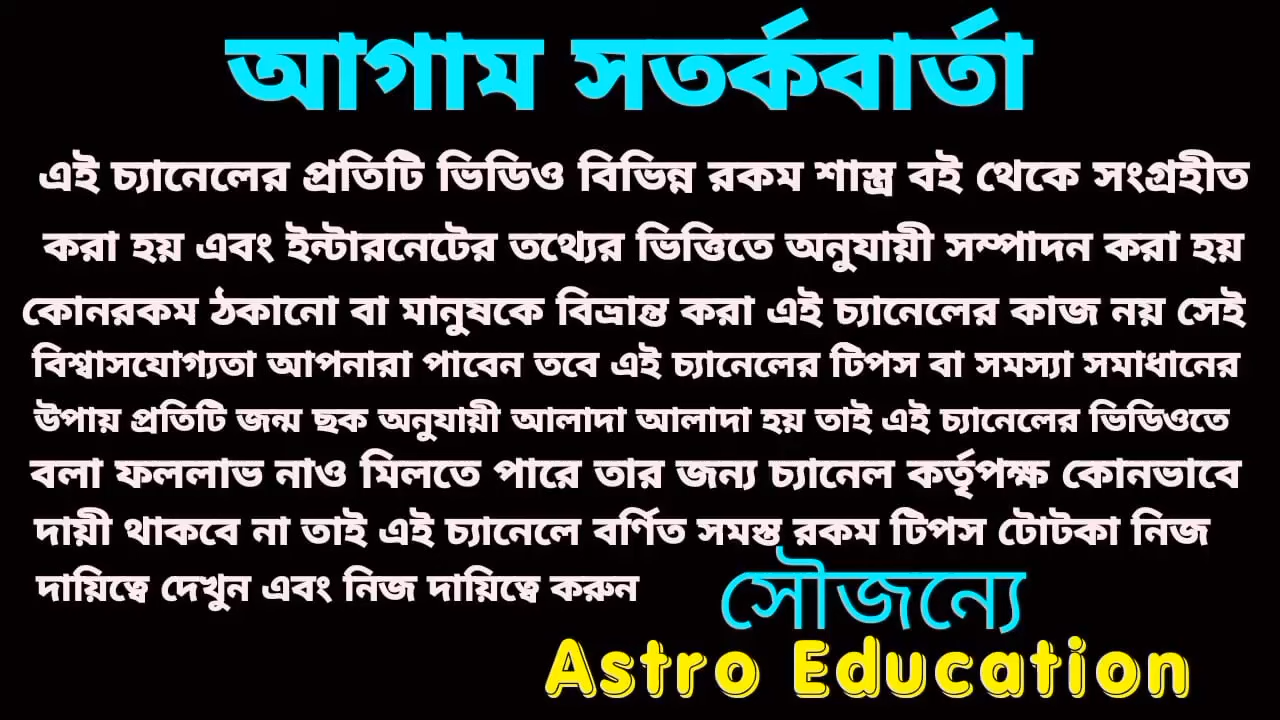 আগাম সতর্কবার্তা
এই চ্যানেলের প্রতিটি ভিডিও বিভিন্ন রকম শাস্ত্র বই থেকে সংগ্রহীত
করা হয় এবং ইন্টারনেটের তথ্যের ভিত্তিতে অনুযায়ী সম্পাদন করা হয়
কোনরকম ঠকানো বা মানুষকে বিভ্রান্ত করা এই চ্যানেলের কাজ নয় সেই
বিশ্বাসযোগ্যতা আপনারা পাবেন তবে এই চ্যানেলের টিপস বা সমস্যা সমাধানের
উপায় প্রতিটি জন্ম ছক অনুযায়ী আলাদা আলাদা হয় তাই এই চ্যানেলের ভিডিওতে
বলা ফললাভ নাও মিলতে পারে তার জন্য চ্যানেল কর্তৃপক্ষ কোনভাবে
দায়ী থাকবে না তাই এই চ্যানেলে বর্ণিত সমস্ত রকম টিপস টোটকা নিজ
দায়িত্বে দেখুন এবং নিজ দায়িত্বে করুন
সৌজন্যে
Astro Education